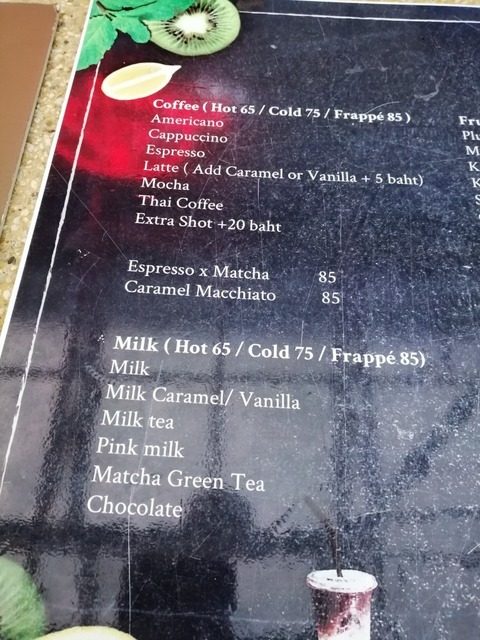 Coffee ( Hot 65 / Cold 75 / Frappé 85 )
Americano
Cappuccino
Espresso
Latte ( Add Caramel or Vanilla + 5 baht)
Mocha
Thai Coffee
Extra Shot +20 baht
Espresso x Matcha 85
Caramel Macchiato 85
Milk ( Hot 65 / Cold 75 / Frappé 85)
Milk
Milk Caramel/ Vanilla
Milk tea
Pink milk
Matcha Green Tea
Chocolate